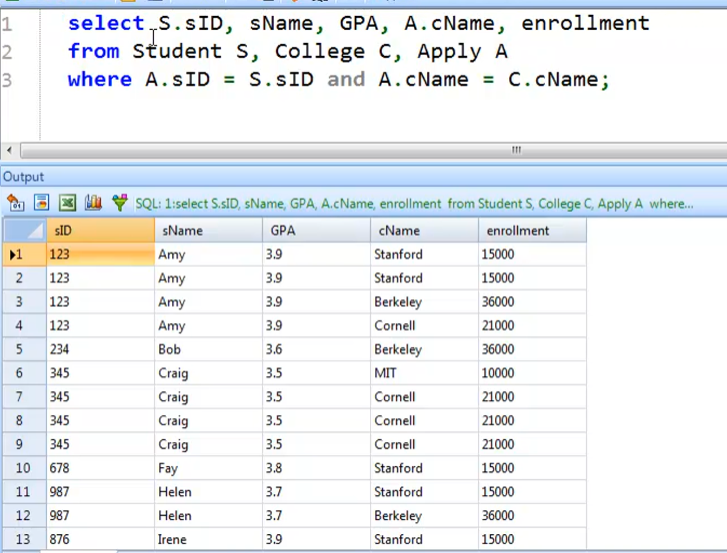 1 select S.sID, sName, GPA, A.cName, enrollment
2 from Student S, College C, Apply A
3 where A.sID = S.sID and A.cName = C.cName;
Output
SQL: 1:select S.sID, sName, GPA, A.cName, enrollment from Student S, College C, Apply A where...
sID sName GPA cName enrollment
1 123 Amy 3.9 Stanford 15000
2 123 Amy 3.9 Stanford 15000
3 123 Amy 3.9 Berkeley 36000
4 123 Amy 3.9 Cornell 21000
5 234 Bob 3.6 Berkeley 36000
6 345 Craig 3.5 MIT 10000
7 345 Craig 3.5 Cornell 21000
8 345 Craig 3.5 Cornell 21000
9 345 Craig 3.5 Cornell 21000
10 678 Fay 3.8 Stanford 15000
11 987 Helen 3.7 Stanford 15000
12 987 Helen 3.7 Berkeley 36000
13 876 Irene 3.9 Stanford 15000